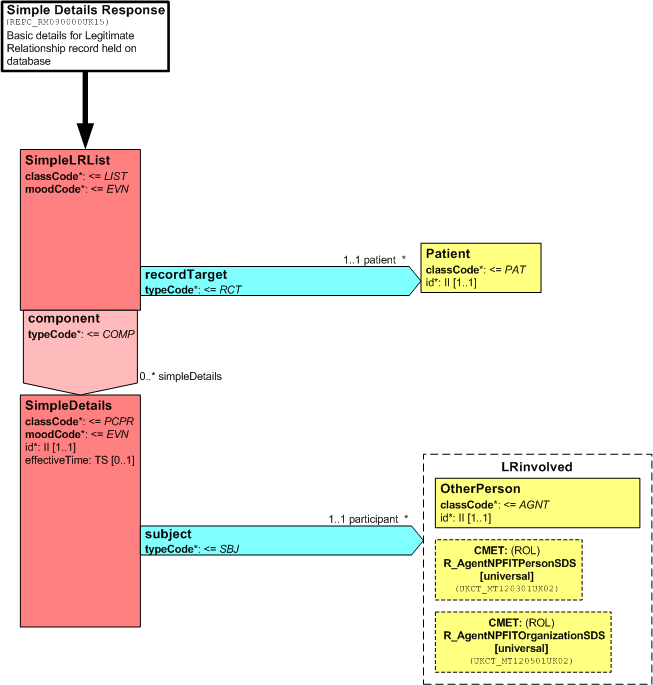 Simple Details Response
(REPC_RM090000UK15)
Basic details for Legitimate
Relationship record held on
database
SimpleLRList
classCode*: <= LIST
moodCode*: <= EVN
1..1 patient *
recordTarget
typeCode*: <= RCT
Patient
classCode*: <= PAT
id*: II [1..1]
component
typeCode*: <= COMP
0..* simpleDetails
SimpleDetails
classCode*: <= PCPR
moodCode*: <= EVN
id*: II [1..1]
effectiveTime: TS [0..1]
1..1 participant *
subject
typeCode*: <= SBJ
LRinvolved
OtherPerson
classCode*: <= AGNT
id*: II [1..1]
CMET: (ROL)
R_AgentNPFITPersonSDS
[universal]
(UKCT_MT120301UK02)
CMET: (ROL)
R_AgentNPFITOrganizationSDS
[universal]
(UKCT_MT120501UK02)